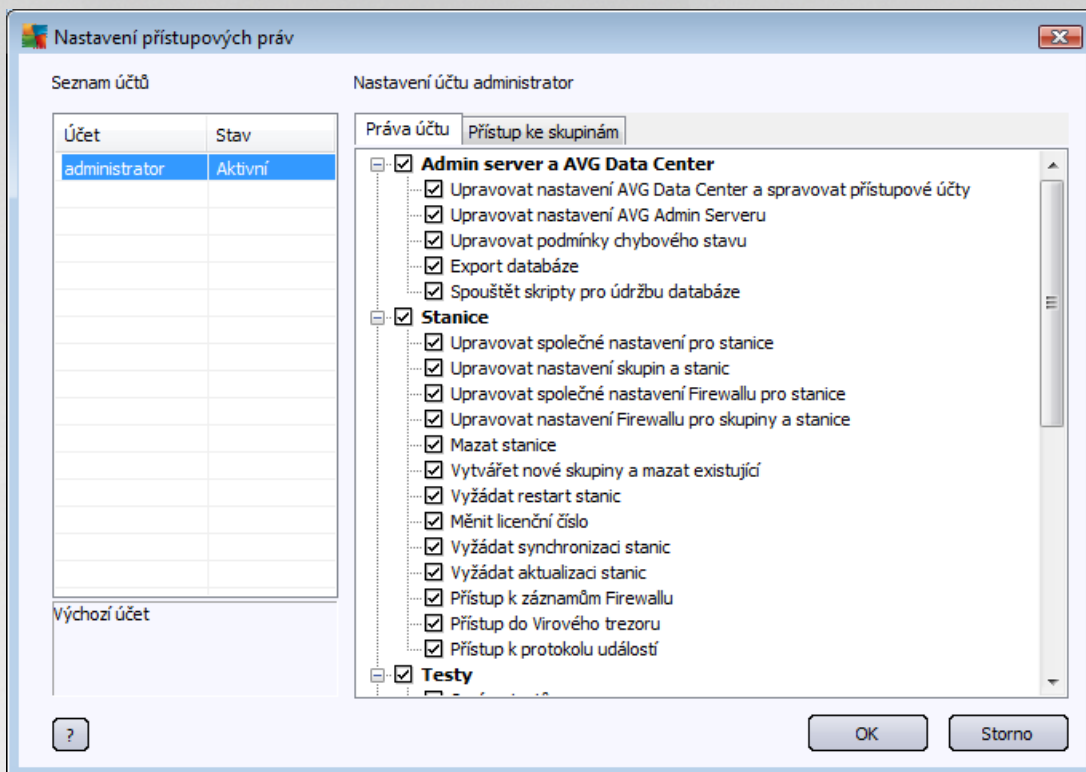 Nastavení přístupových práv
Seznam účtů
Nastavení účtu administrator
Účet Stav
administrator Aktivní
Výchozí účet
Práva účtu Přístup ke skupinám
Admin server a AVG Data Center
Upravovat nastavení AVG Data Center a spravovat přístupové účty
Upravovat nastavení AVG Admin Serveru
Upravovat podmínky chybového stavu
Export databáze
Spouštět skripty pro údržbu databáze
Stanice
Upravovat společné nastavení pro stanice
Upravovat nastavení skupin a stanic
Upravovat společné nastavení Firewallu pro stanice
Upravovat nastavení Firewallu pro skupiny a stanice
Mazat stanice
Vytvářet nové skupiny a mazat existující
Vyžádat restart stanic
Měnit licenční číslo
Vyžádat synchronizaci stanic
Vyžádat aktualizaci stanic
Přístup k záznamům Firewallu
Přístup do Virového trezoru
Přístup k protokolu událostí
Testy
? OK Storno